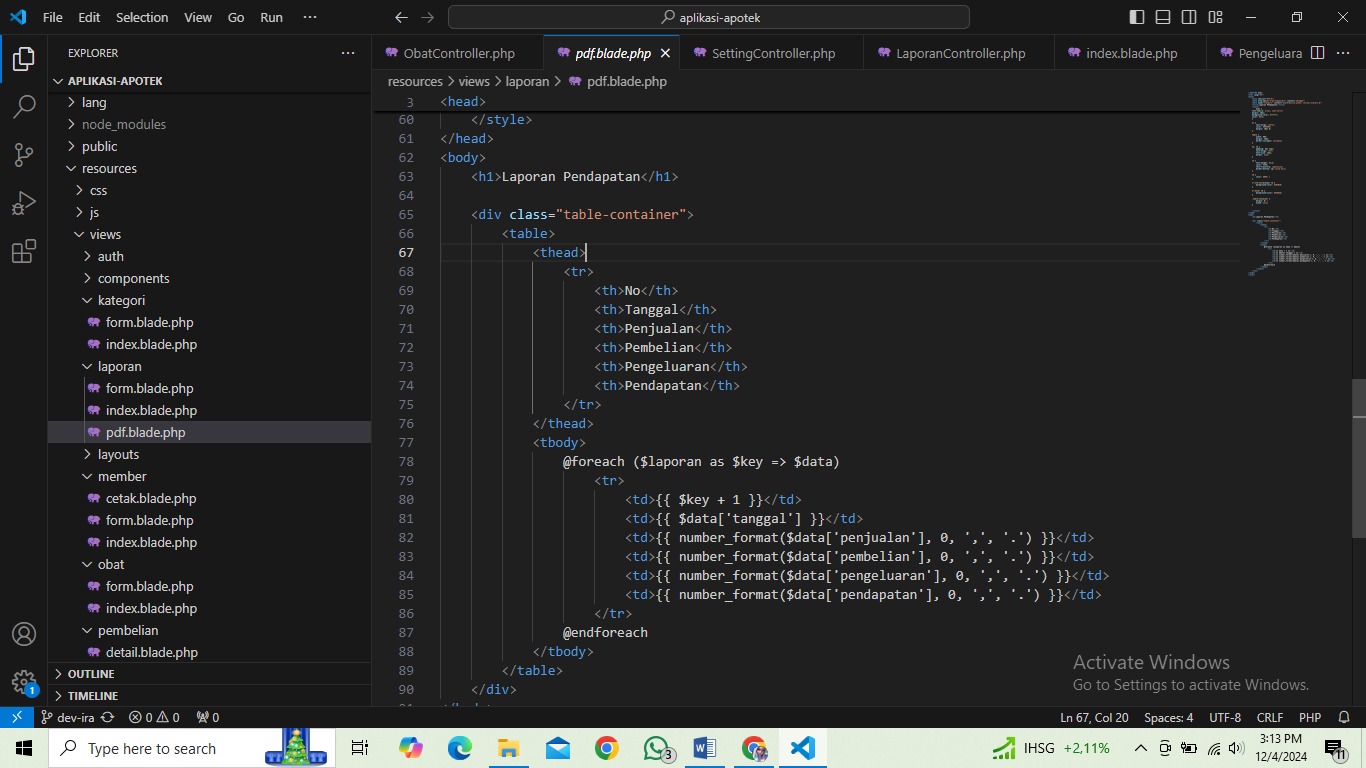 File Edit Selection View Go Run ···
aplikasi-apotek
EXPLORER
ObatController.php
pdf.blade.php
SettingController.php
LaporanController.php
index.blade.php
Pengeluara
APLIKASI-APOTEK
lang
node_modules
public
resources
css
js
views
auth
components
kategori
form.blade.php
index.blade.php
laporan
form.blade.php
index.blade.php
pdf.blade.php
layouts
member
cetak.blade.php
form.blade.php
index.blade.php
obat
form.blade.php
index.blade.php
pembelian
detail.blade.php
OUTLINE
TIMELINE
resources > views > laporan > pdf.blade.php
3 <head>
60 </style>
61 </head>
62 <body>
63 <h1>Laporan Pendapatan</h1>
64
65 <div class="table-container">
66 <table>
67 <thead>
68 <tr>
69 <th>No</th>
70 <th>Tanggal</th>
71 <th>Penjualan</th>
72 <th>Pembelian</th>
73 <th>Pengeluaran</th>
74 <th>Pendapatan</th>
75 </tr>
76 </thead>
77 <tbody>
78 @foreach ($laporan as $key => $data)
79 <tr>
80 <td>{{ $key + 1 }}</td>
81 <td>{{ $data['tanggal'] }}</td>
82 <td>{{ number_format($data['penjualan'], 0, ',', '.') }}</td>
83 <td>{{ number_format($data['pembelian'], 0, ',', '.') }}</td>
84 <td>{{ number_format($data['pengeluaran'], 0, ',', '.') }}</td>
85 <td>{{ number_format($data['pendapatan'], 0, ',', '.') }}</td>
86 </tr>
87 @endforeach
88 </tbody>
89 </table>
90 </div>
Activate Windows
Go to Settings to activate Windows.
dev-ira 0 0 0
Ln 67, Col 20 Spaces: 4 UTF-8 CRLF PHP
1
Type here to search
3
IHSG +2,11%
3:13 PM
12/4/2024
11